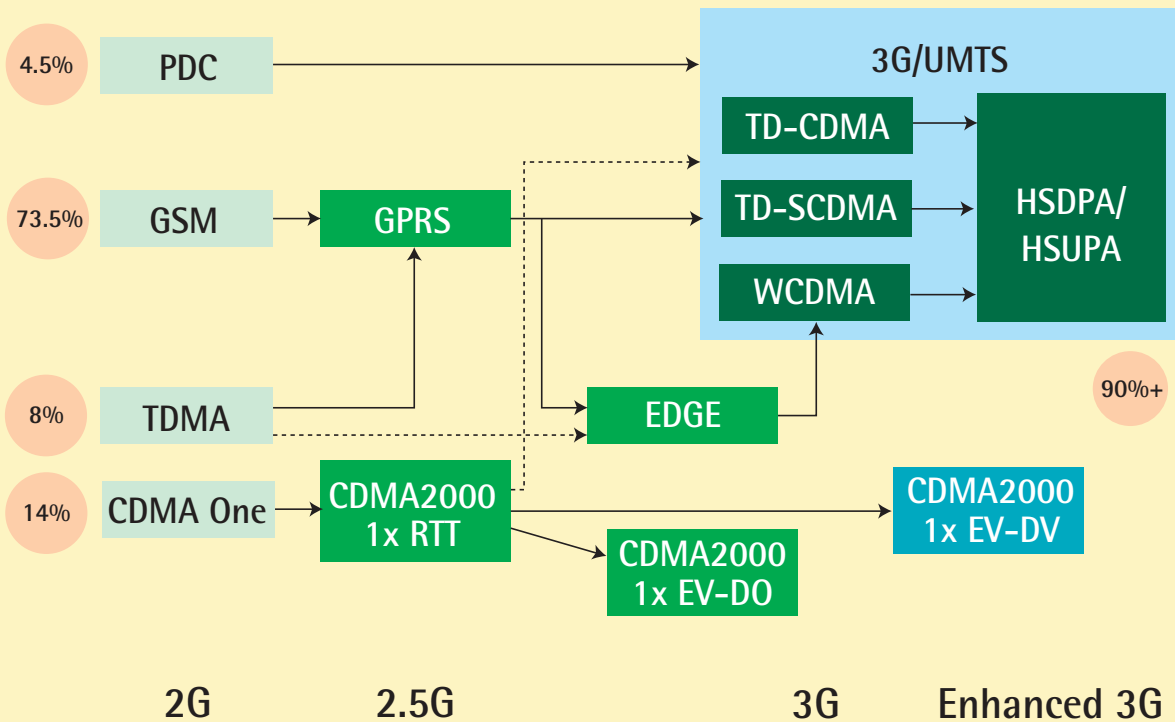 4.5%
PDC
3G/UMTS
TD-CDMA
73.5%
GSM
GPRS
TD-SCDMA
HSDPA/
HSUPA
WCDMA
8%
TDMA
EDGE
90%+
14%
CDMA One
CDMA2000
1x RTT
CDMA2000
1x EV-DO
CDMA2000
1x EV-DV
2G
2.5G
3G
Enhanced 3G